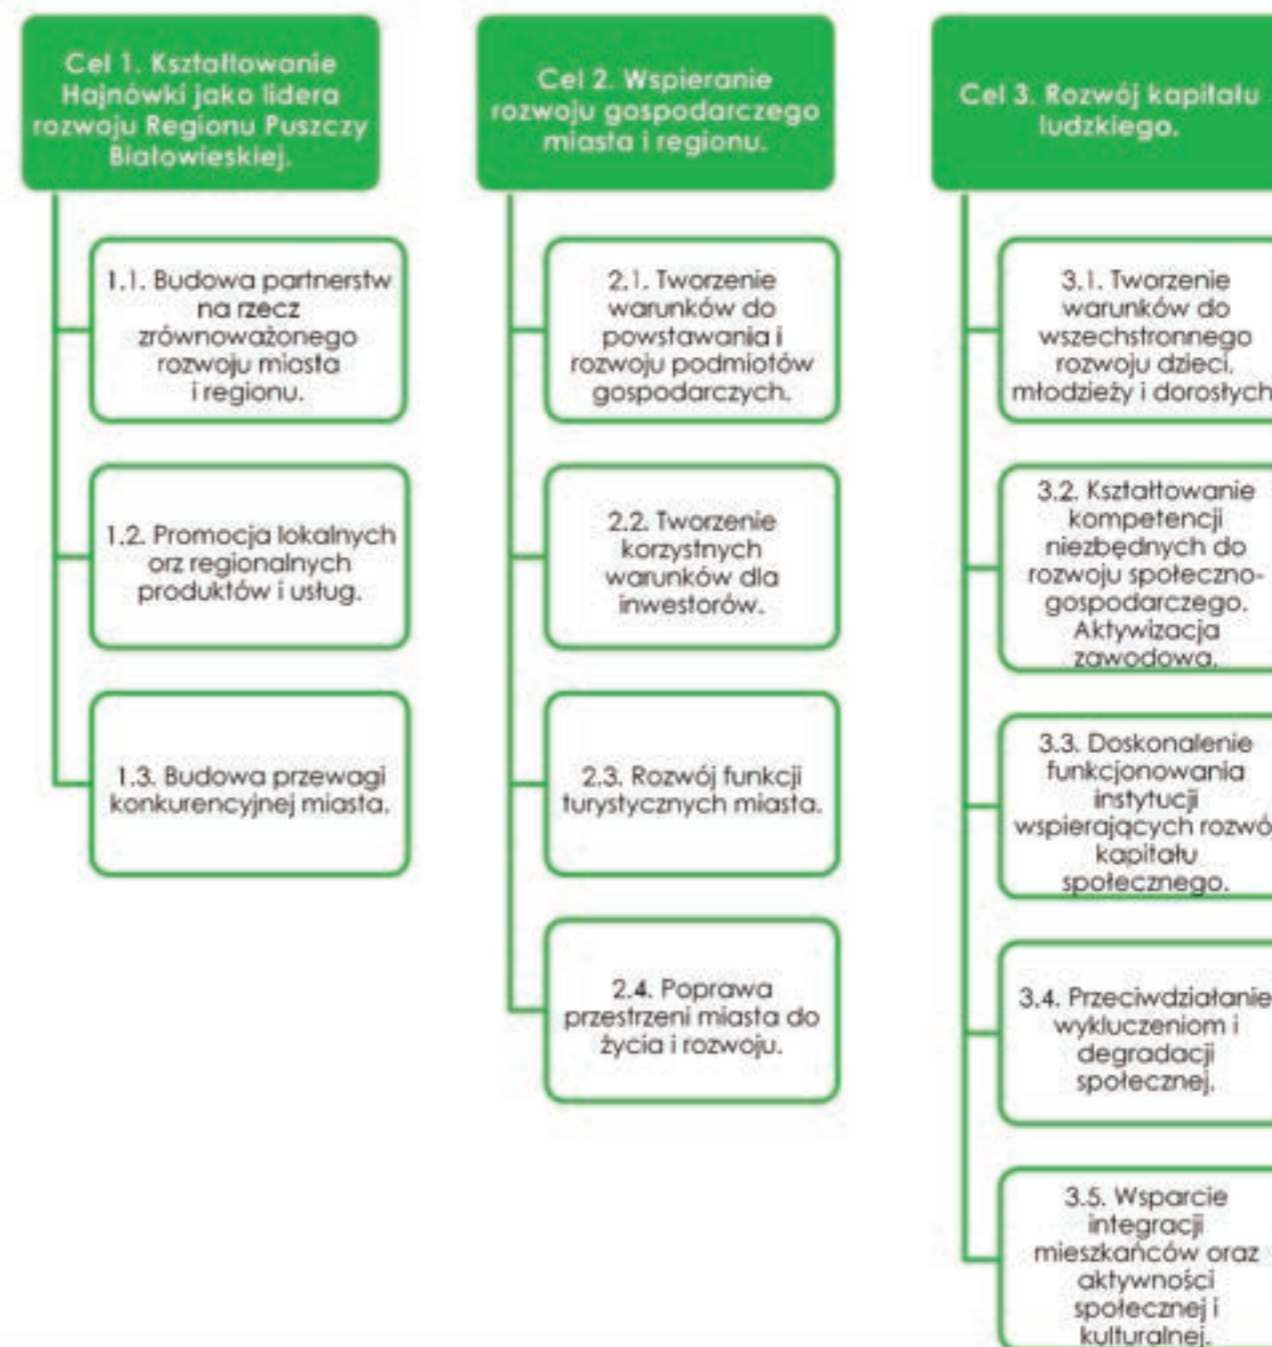 Cel 1. Kształtowanie
Hajnówki jako lidera
rozwoju Regionu Puszczy
Białowieskiej.
1.1. Budowa partnerstw
na rzecz
zrównoważonego
rozwoju miasta
i regionu.
1.2. Promocja lokalnych
orz regionalnych
produktów i usług.
1.3. Budowa przewagi
konkurencyjnej miasta.
Cel 2. Wspieranie
rozwoju gospodarczego
miasta i regionu.
2.1. Tworzenie
warunków do
powstawania i
rozwoju podmiotów
gospodarczych.
2.2. Tworzenie
korzystnych
warunków dla
inwestorów.
2.3. Rozwój funkcji
turystycznych miasta.
2.4. Poprawa
przestrzeni miasta do
życia i rozwoju.
Cel 3. Rozwój kapitału
ludzkiego.
3.1. Tworzenie
warunków do
wszechstronnego
rozwoju dzieci,
młodzieży i dorosłych
3.2. Kształtowanie
kompetencji
niezbędnych do
rozwoju społeczno-
gospodarczego.
Aktywizacja
zawodowa.
3.3. Doskonalenie
funkcjonowania
instytucji
wspierających rozwó
kapitału
społecznego.
3.4. Przeciwdziałanie
wykluczeniom i
degradacji
społecznej.
3.5. Wsparcie
integracji
mieszkańców oraz
aktywności
społecznej i
kulturalnej.